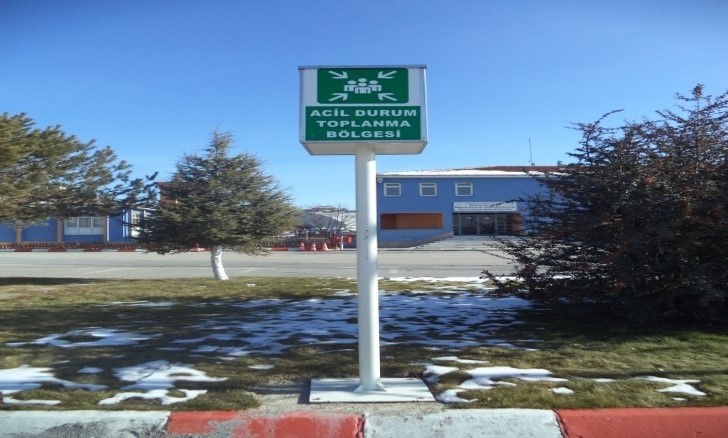 ACİL DURUM
TOPLANMA
BÖLGESİ